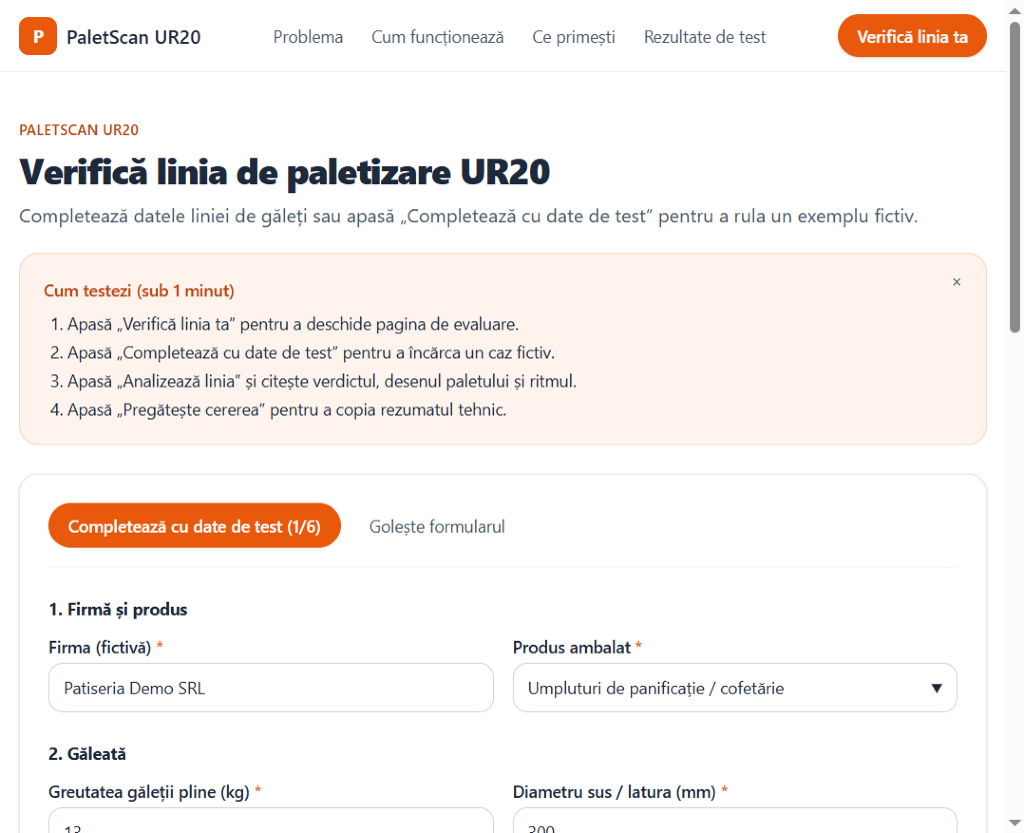 P PaletScan UR20 Problema Cum funcționează Ce primești Rezultate de test Verifică linia ta
PALETSCAN UR20
Verifică linia de paletizare UR20
Completează datele liniei de găleți sau apasă „Completează cu date de test” pentru a rula un exemplu fictiv.
Cum testezi (sub 1 minut) ×
1. Apasă „Verifică linia ta” pentru a deschide pagina de evaluare.
2. Apasă „Completează cu date de test” pentru a încărca un caz fictiv.
3. Apasă „Analizează linia” și citește verdictul, desenul paletului și ritmul.
4. Apasă „Pregătește cererea” pentru a copia rezumatul tehnic.
Completează cu date de test (1/6) Golește formularul
1. Firmă și produs
Firma (fictivă) * Produs ambalat *
Patiseria Demo SRL Umpluturi de panificație / cofetărie
2. Găleată
Greutatea găleții pline (kg) * Diametru sus / latura (mm) *
13 300